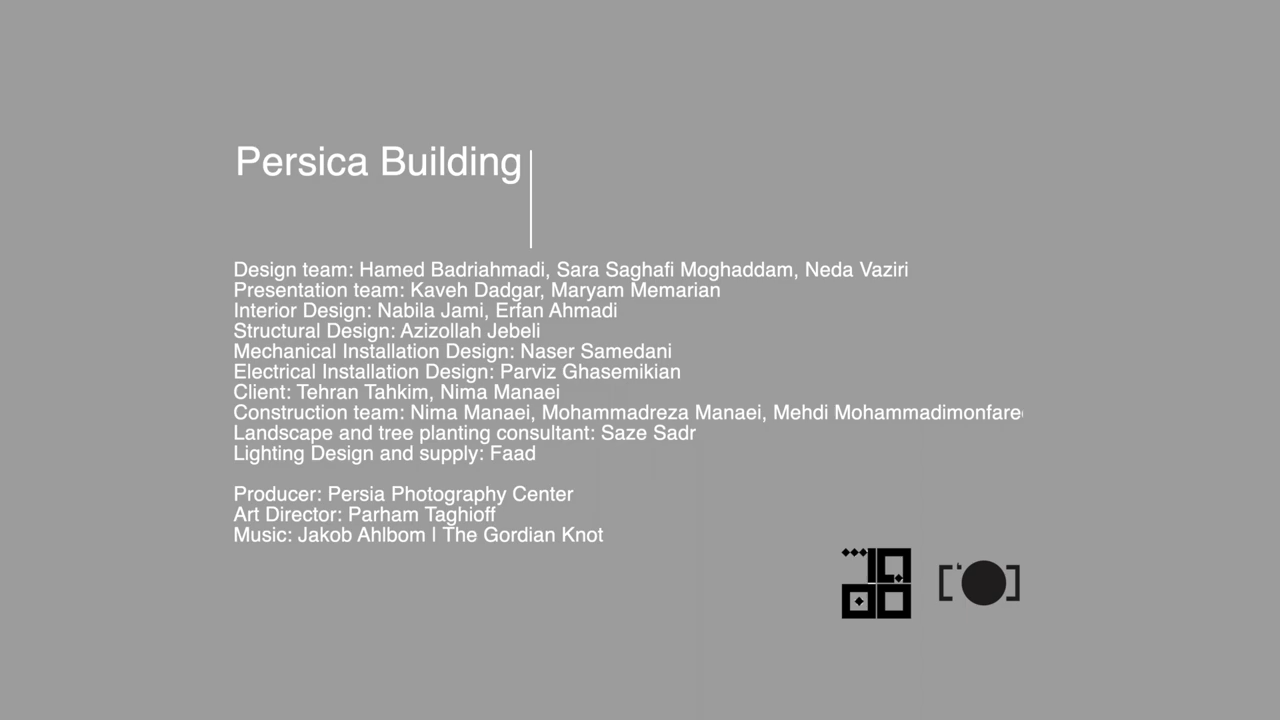 Persica Building
Design team: Hamed Badriahmadi, Sara Saghafi Moghaddam, Neda Vaziri
Presentation team: Kaveh Dadgar, Maryam Memarian
Interior Design: Nabila Jami, Erfan Ahmadi
Structural Design: Azizollah Jebeli
Mechanical Installation Design: Naser Samedani
Electrical Installation Design: Parviz Ghasemikian
Client: Tehran Tahkim, Nima Manaei
Construction team: Nima Manaei, Mohammadreza Manaei, Mehdi
Landscape and tree planting consultant: Saze Sadr
Lighting Design and supply: Faad
Producer: Persia Photography Center
Art Director: Parham Taghioff
Music: Jakob Ahlbom | The Gordian Knot